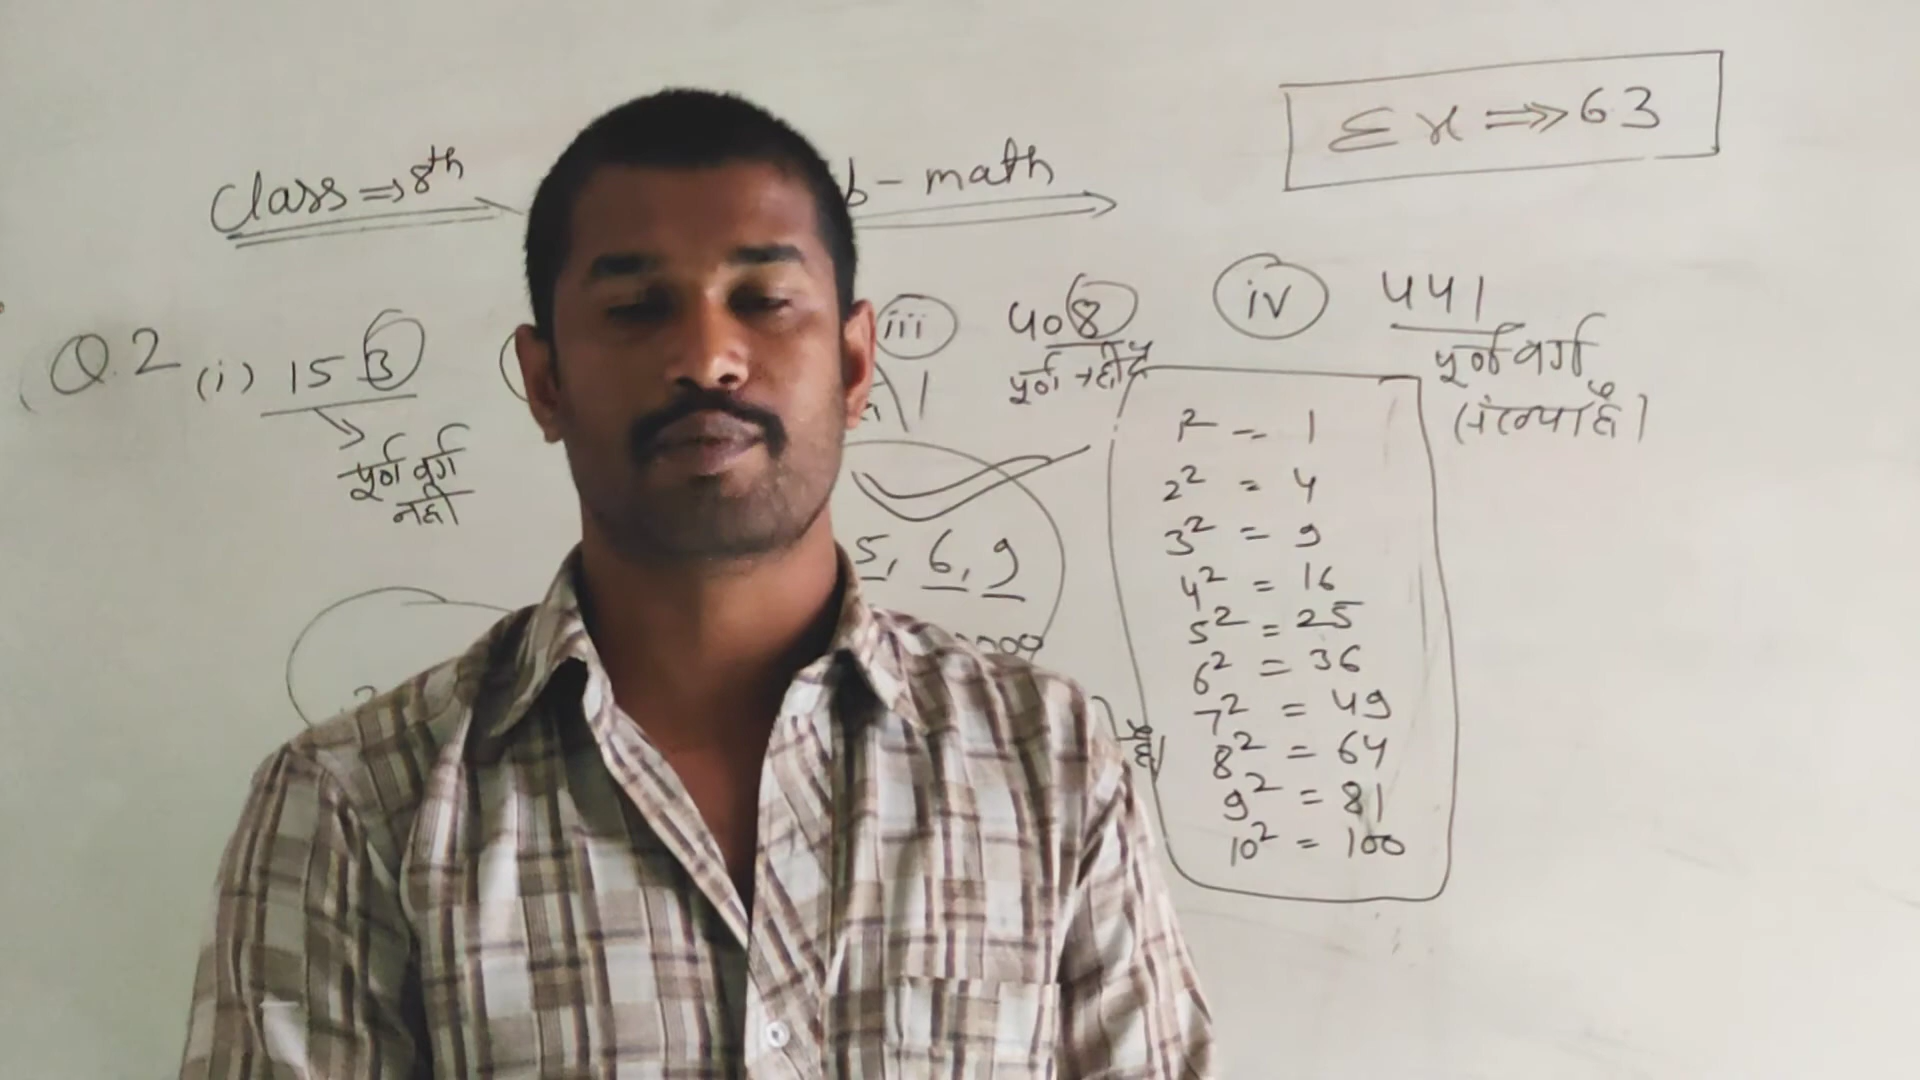 Ex ⇒ 63
Class ⇒ 8th
b - math
Q.2 (i) 153
पूर्ण वर्ग
नही
iii 408
पूर्ण
iv 441
पूर्ण वर्ग
संख्या है।
5, 6, 9
1² = 1
2² = 4
3² = 9
4² = 16
5² = 25
6² = 36
7² = 49
8² = 64
9² = 81
10² = 100